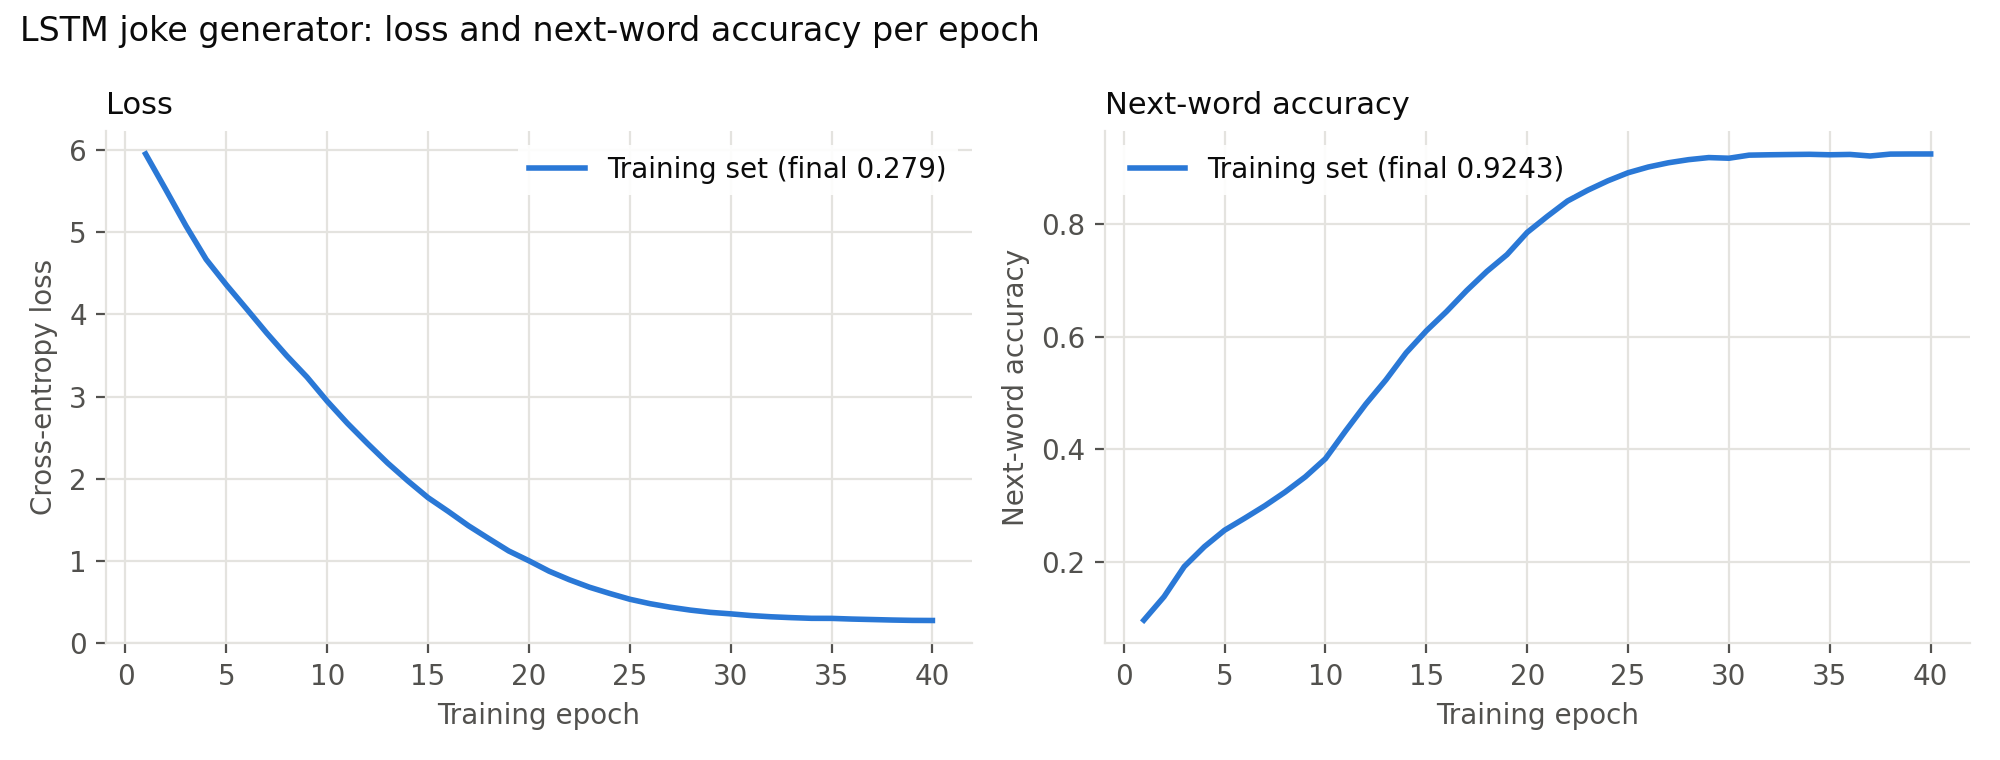 LSTM joke generator: loss and next-word accuracy per epoch
Loss
Cross-entropy loss
6
5
4
3
2
1
0
Training set (final 0.279)
0 5 10 15 20 25 30 35 40
Training epoch
Next-word accuracy
Next-word accuracy
0.8
0.6
0.4
0.2
Training set (final 0.9243)
0 5 10 15 20 25 30 35 40
Training epoch